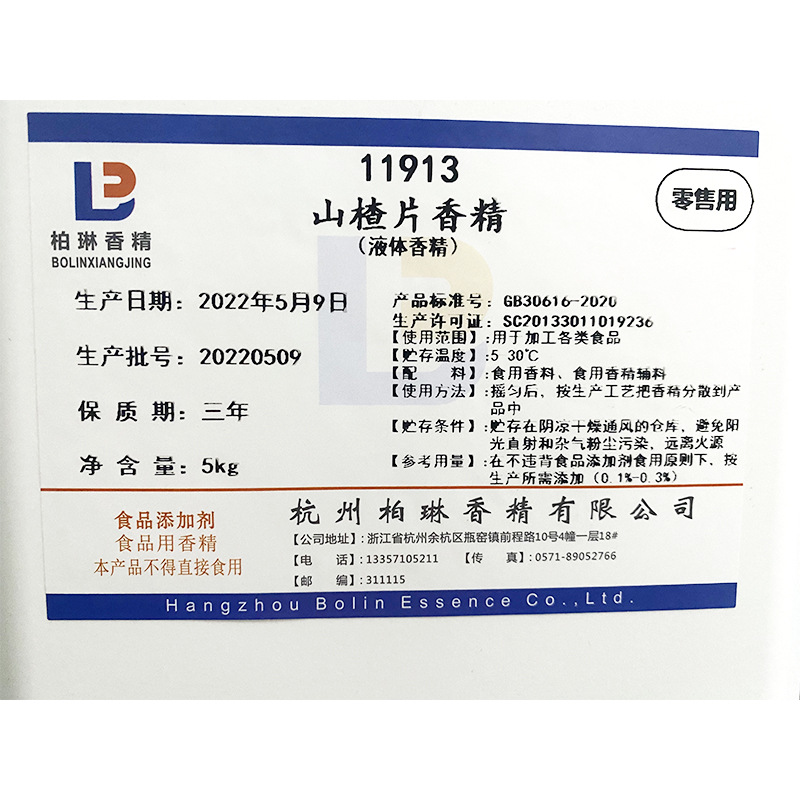 11913
零售用
山楂片香精
(液体香精)
柏琳香精
BOLINXIANGJING
生产日期：2022年5月9日
生产批号：20220509
保 质 期：三年
净 含 量：5kg
产品标准号：GB30616-2020
生产许可证：SC20133011019236
【使用范围】:用于加工各类食品
【贮存温度】:5 30℃
【配　　料】:食用香料、食用香精辅料
【使用方法】:摇匀后、按生产工艺把香精分散到产
品中
【贮存条件】:贮存在阴凉干燥通风的仓库，避免阳
光直射和杂气粉尘污染、远离火源
【参考用量】:在不违背食品添加剂食用原则下、按
生产所需添加（0.1%-0.3%）
食品添加剂
食品用香精
本产品不得直接食用
杭州柏琳香精有限公司
【公司地址】:浙江省杭州余杭区瓶窑镇前程路10号4幢一层18#
【电　　话】:13357105211 【传　　真】:0571-89052766
【邮　　编】:311115
Hangzhou Bolin Essence Co.,Ltd.